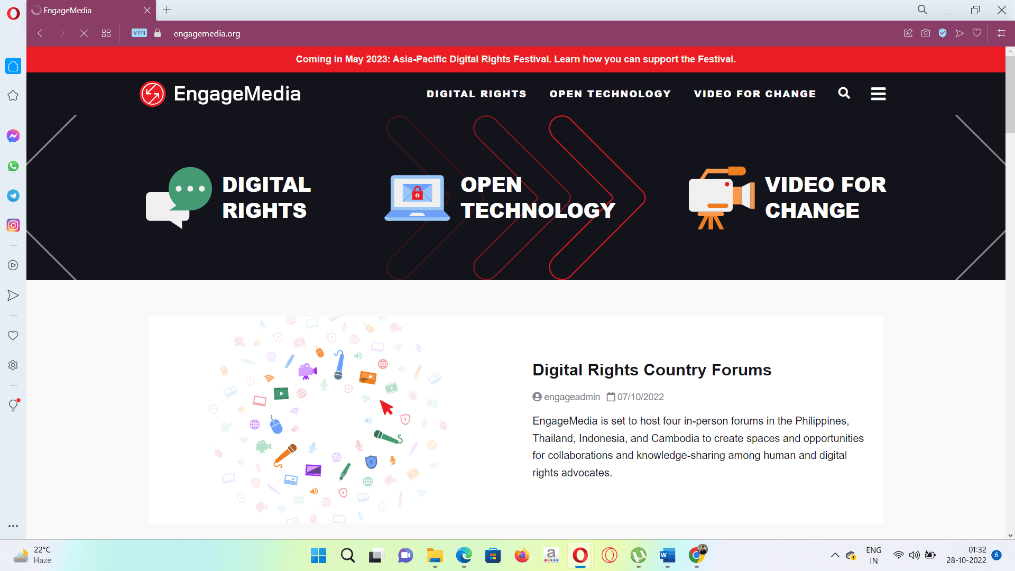 EngageMedia
VPN
engagemedia.org
Coming in May 2023: Asia-Pacific Digital Rights Festival. Learn how you can support the Festival.
EngageMedia
DIGITAL RIGHTS
OPEN TECHNOLOGY
VIDEO FOR CHANGE
DIGITAL
RIGHTS
OPEN
TECHNOLOGY
VIDEO FOR
CHANGE
Digital Rights Country Forums
engageadmin 07/10/2022
EngageMedia is set to host four in-person forums in the Philippines,
Thailand, Indonesia, and Cambodia to create spaces and opportunities
for collaborations and knowledge-sharing among human and digital
rights advocates.
22°C
Haze
ENG
IN
01:32
28-10-2022
6